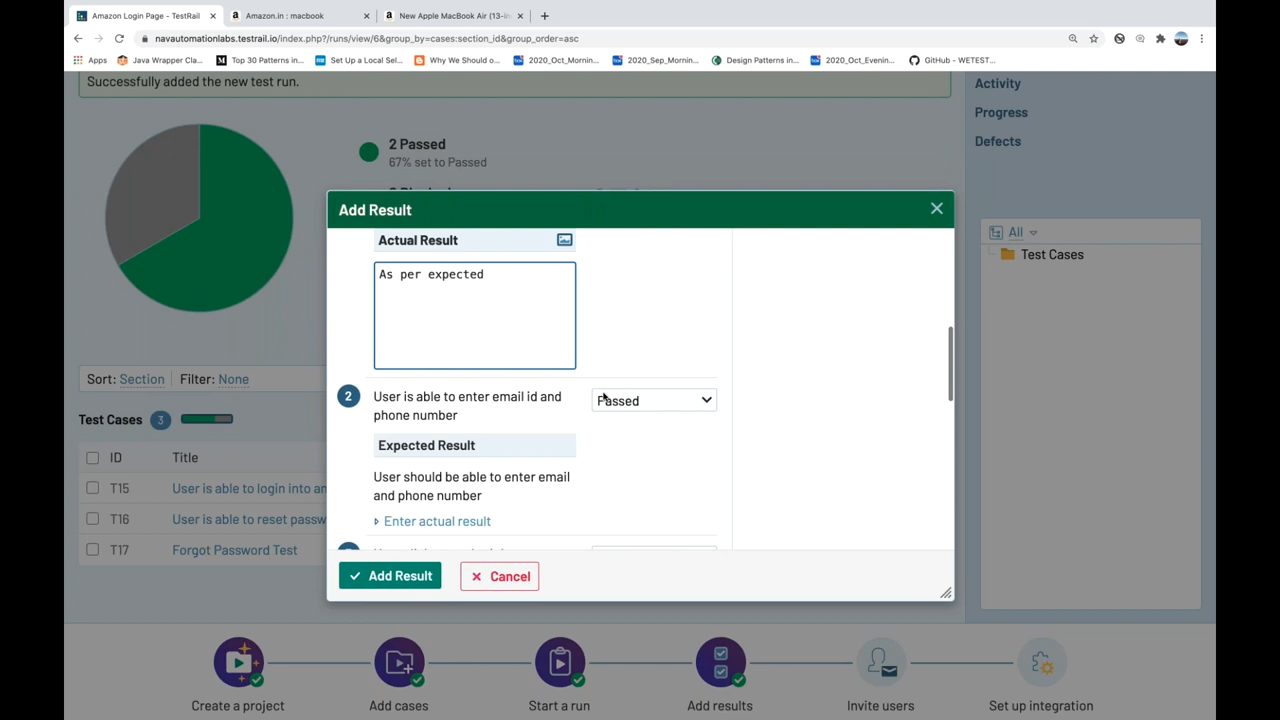 Amazon Login Page - TestRail
Amazon.in : macbook
New Apple MacBook Air (13-in
navautomationlabs.testrail.io/index.php?/runs/view/6&group_by=cases:section_id&group_order=asc
Apps
Java Wrapper Cla...
Top 30 Patterns in...
Set Up a Local Sel...
Why We Should o...
2020_Oct_Mornin...
2020_Sep_Mornin...
Design Patterns in...
2020_Oct_Evenin...
GitHub - WETEST...
Successfully added the new test run.
Activity
Progress
Defects
2 Passed
67% set to Passed
Add Result
Actual Result
As per expected
All
Test Cases
Sort: Section
Filter: None
Test Cases 3
2
User is able to enter email id and
phone number
Passed
Expected Result
User should be able to enter email
and phone number
Enter actual result
ID
Title
T15
User is able to login into an
T16
User is able to reset passw
T17
Forgot Password Test
Add Result
Cancel
Create a project
Add cases
Start a run
Add results
Invite users
Set up integration